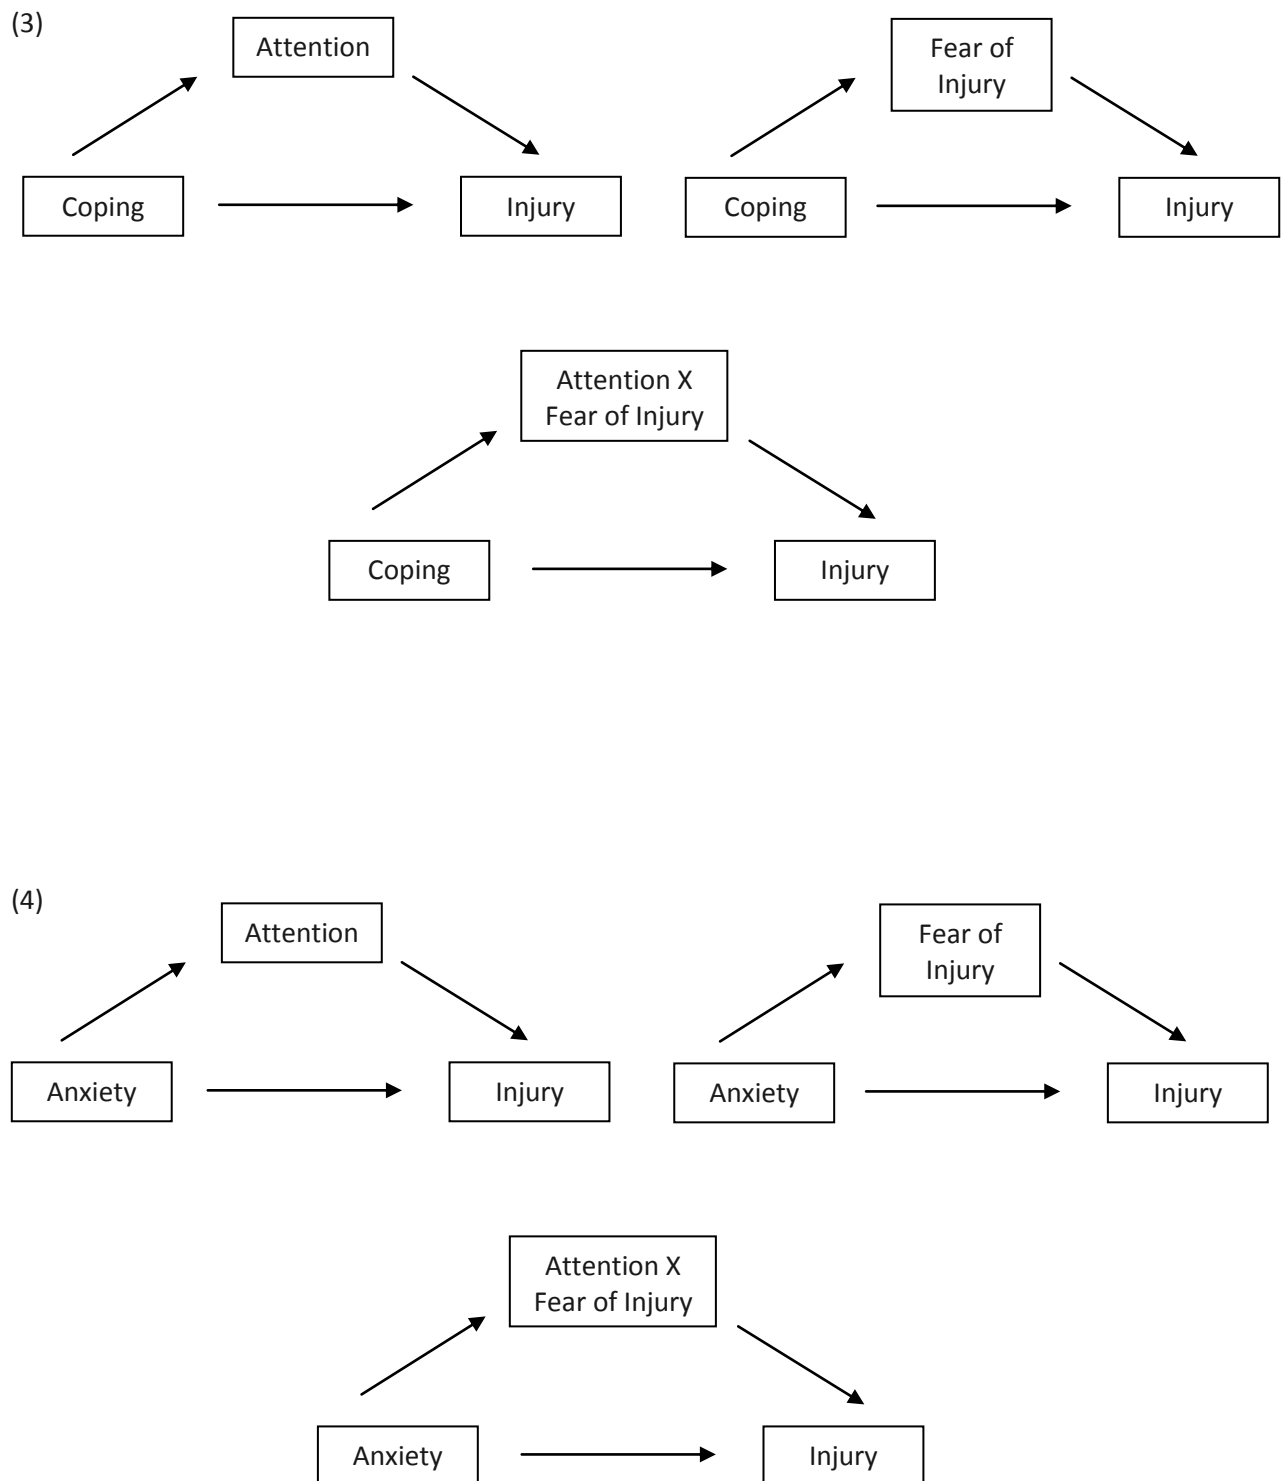 (3)
Attention
Coping
Injury
Fear of
Injury
Coping
Injury
Attention X
Fear of Injury
Coping
Injury
(4)
Attention
Anxiety
Injury
Fear of
Injury
Anxiety
Injury
Attention X
Fear of Injury
Anxiety
Injury